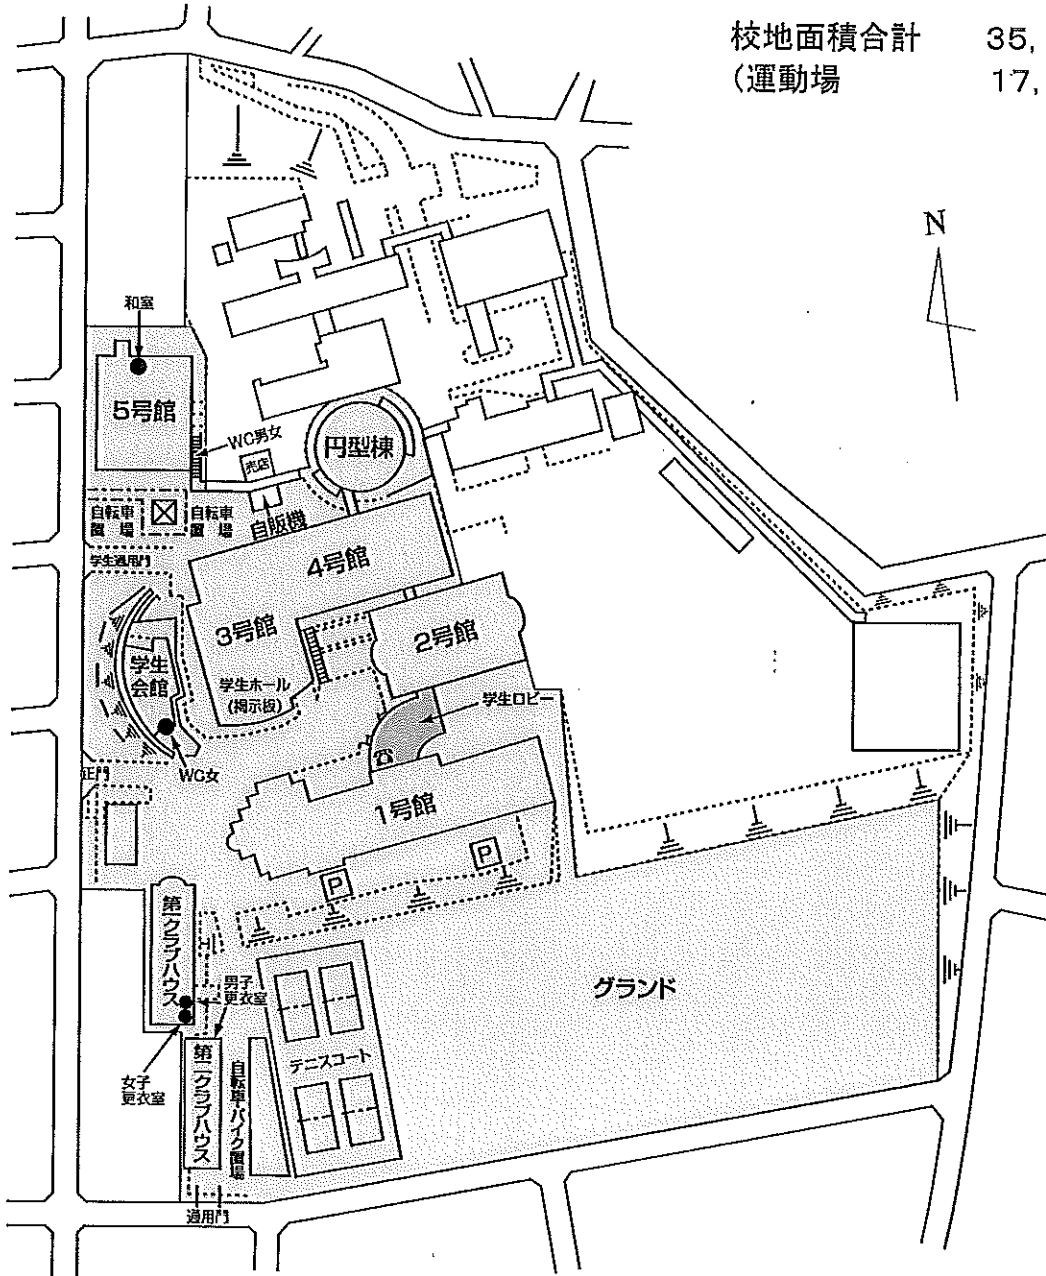 校地面積合計 35,
(運動場 17,
N
和室
5号館
WC男女
売店
円型棟
自転車
置場
自転車
置場
自販機
学生通用門
4号館
3号館
2号館
学生
会館
学生ホール
(掲示板)
学生ロビー
正門
WC女
☎
1号館
P
P
第一クラブハウス
男子
更衣室
グランド
テニスコート
女子
更衣室
第二クラブハウス
自転車・バイク置場
通用門